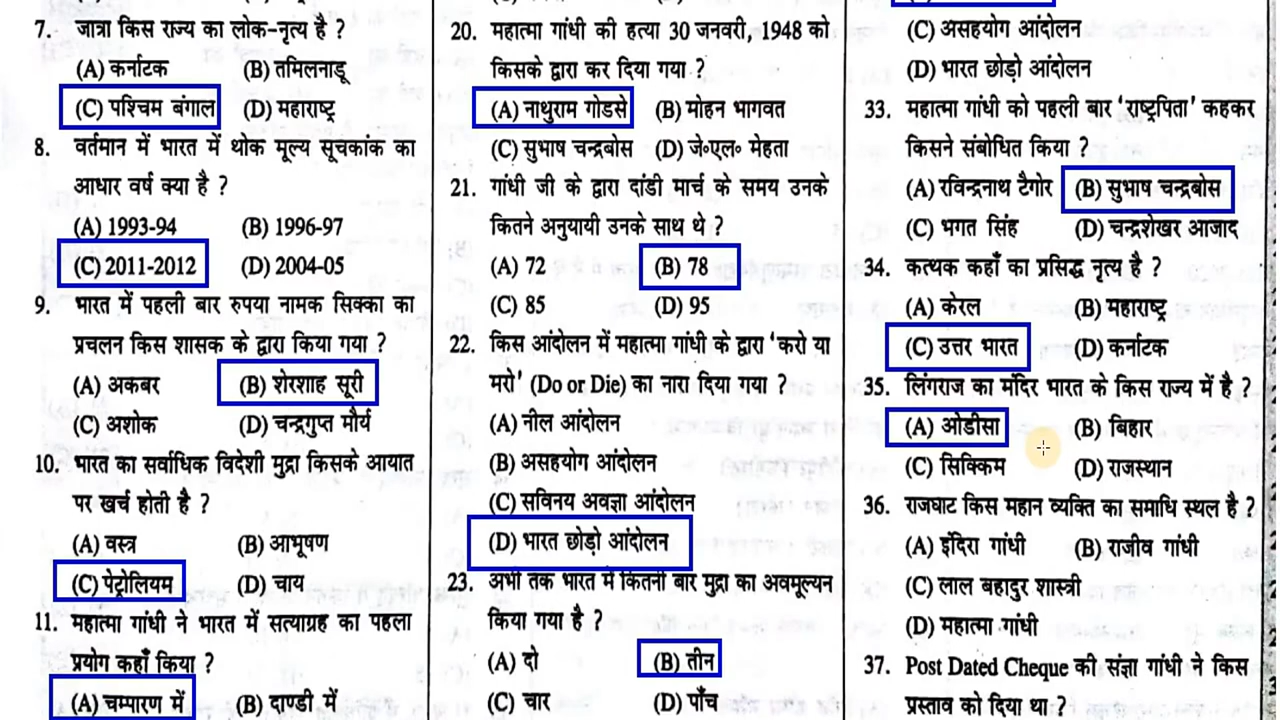 7. जात्रा किस राज्य का लोक-नृत्य है ?
(A) कर्नाटक (B) तमिलनाडू
(C) पश्चिम बंगाल (D) महाराष्ट्र
8. वर्तमान में भारत में थोक मूल्य सूचकांक का
आधार वर्ष क्या है ?
(A) 1993-94 (B) 1996-97
(C) 2011-2012 (D) 2004-05
9. भारत में पहली बार रुपया नामक सिक्का का
प्रचलन किस शासक के द्वारा किया गया ?
(A) अकबर (B) शेरशाह सूरी
(C) अशोक (D) चन्द्रगुप्त मौर्य
10. भारत का सर्वाधिक विदेशी मुद्रा किसके आयात
पर खर्च होती है ?
(A) वस्त्र (B) आभूषण
(C) पेट्रोलियम (D) चाय
11. महात्मा गांधी ने भारत में सत्याग्रह का पहला
प्रयोग कहाँ किया ?
(A) चम्पारण में (B) दाण्डी में
20. महात्मा गांधी की हत्या 30 जनवरी, 1948 को
किसके द्वारा कर दिया गया ?
(A) नाथुराम गोडसे (B) मोहन भागवत
(C) सुभाष चन्द्रबोस (D) जे॰एल॰ मेहता
21. गांधी जी के द्वारा दांडी मार्च के समय उनके
कितने अनुयायी उनके साथ थे ?
(A) 72 (B) 78
(C) 85 (D) 95
22. किस आंदोलन में महात्मा गांधी के द्वारा 'करो या
मरो' (Do or Die) का नारा दिया गया ?
(A) नील आंदोलन
(B) असहयोग आंदोलन
(C) सविनय अवज्ञा आंदोलन
(D) भारत छोड़ो आंदोलन
23. अभी तक भारत में कितनी बार मुद्रा का अवमूल्यन
किया गया है ?
(A) दो (B) तीन
(C) चार (D) पाँच
(C) असहयोग आंदोलन
(D) भारत छोड़ो आंदोलन
33. महात्मा गांधी को पहली बार 'राष्ट्रपिता' कहकर
किसने संबोधित किया ?
(A) रविन्द्रनाथ टैगोर (B) सुभाष चन्द्रबोस
(C) भगत सिंह (D) चन्द्रशेखर आजाद
34. कत्थक कहाँ का प्रसिद्ध नृत्य है ?
(A) केरल (B) महाराष्ट्र
(C) उत्तर भारत (D) कर्नाटक
35. लिंगराज का मंदिर भारत के किस राज्य में है ?
(A) ओडीसा (B) बिहार
(C) सिक्किम (D) राजस्थान
36. राजघाट किस महान व्यक्ति का समाधि स्थल है ?
(A) इंदिरा गांधी (B) राजीव गांधी
(C) लाल बहादुर शास्त्री
(D) महात्मा गांधी
37. Post Dated Cheque की संज्ञा गांधी ने किस
प्रस्ताव को दिया था ?